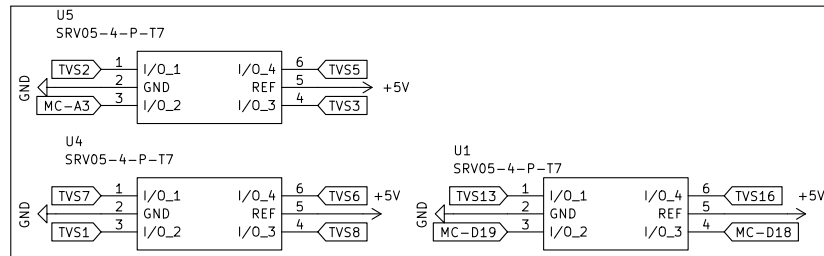 U5
SRV05-4-P-T7
TVS2 1 I/O_1 I/O_4 6 TVS5
GND 2 GND REF 5 +5V
MC-A3 3 I/O_2 I/O_3 4 TVS3
U4
SRV05-4-P-T7
TVS7 1 I/O_1 I/O_4 6 TVS6
GND 2 GND REF 5 +5V
TVS1 3 I/O_2 I/O_3 4 TVS8
U1
SRV05-4-P-T7
TVS13 1 I/O_1 I/O_4 6 TVS16
GND 2 GND REF 5 +5V
MC-D19 3 I/O_2 I/O_3 4 MC-D18